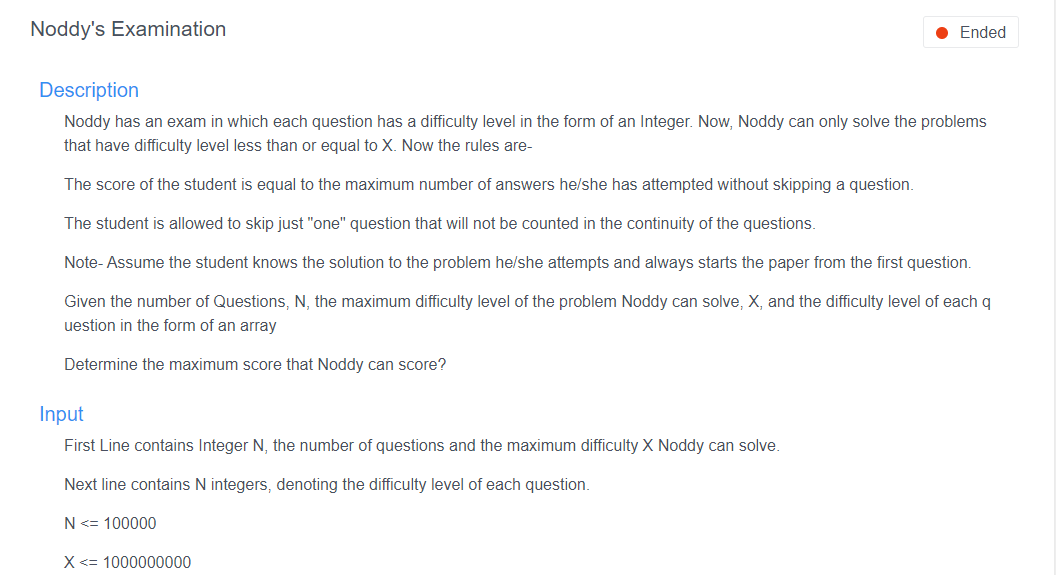 Noddy's Examination
Ended
Description
Noddy has an exam in which each question has a difficulty level in the form of an Integer. Now, Noddy can only solve the problems
that have difficulty level less than or equal to X. Now the rules are-
The score of the student is equal to the maximum number of answers he/she has attempted without skipping a question.
The student is allowed to skip just "one" question that will not be counted in the continuity of the questions.
Note- Assume the student knows the solution to the problem he/she attempts and always starts the paper from the first question.
Given the number of Questions, N, the maximum difficulty level of the problem Noddy can solve, X, and the difficulty level of each q
uestion in the form of an array
Determine the maximum score that Noddy can score?
Input
First Line contains Integer N, the number of questions and the maximum difficulty X Noddy can solve.
Next line contains N integers, denoting the difficulty level of each question.
N <= 100000
X <= 1000000000